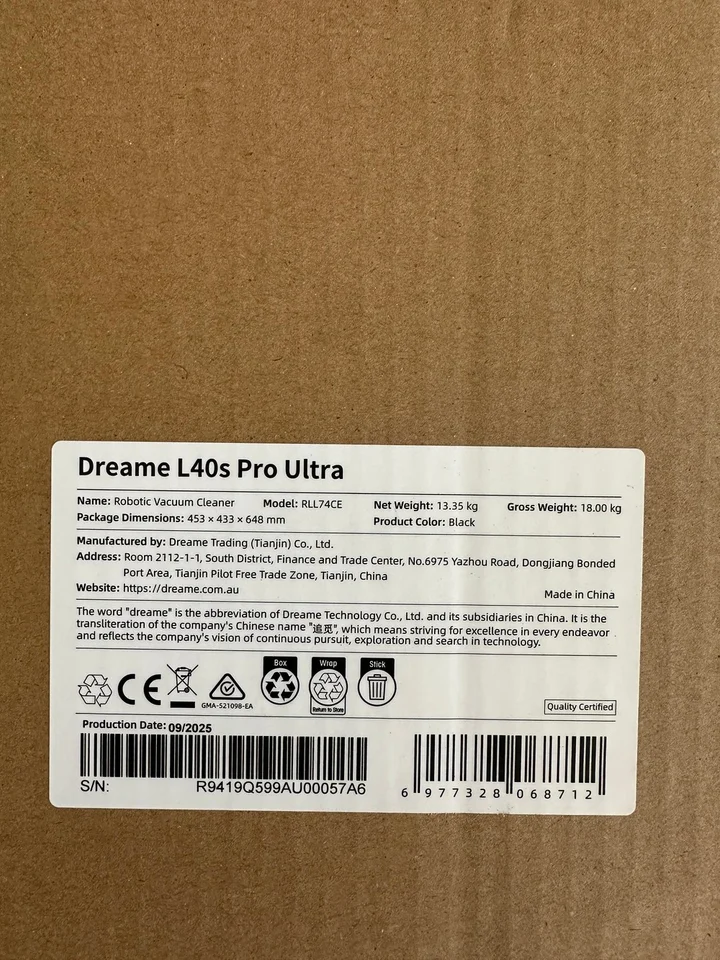 Dreame L40s Pro Ultra
Name: Robotic Vacuum Cleaner Model: RLL74CE Net Weight: 13.35 kg Gross Weight: 18.00 kg
Package Dimensions: 453 × 433 × 648 mm Product Color: Black
Manufactured by: Dreame Trading (Tianjin) Co., Ltd.
Address: Room 2112-1-1, South District, Finance and Trade Center, No.6975 Yazhou Road, Dongjiang Bonded
Port Area, Tianjin Pilot Free Trade Zone, Tianjin, China
Website: https://dreame.com.au Made in China
The word "dreame" is the abbreviation of Dreame Technology Co., Ltd. and its subsidiaries in China. It is the
transliteration of the company's Chinese name "追觅", which means striving for excellence in every endeavor
and reflects the company's vision of continuous pursuit, exploration and search in technology.
Box Wrap Stick
CE
GMA-521098-EA Return to Store Quality Certified
Production Date: 09/2025
S/N: R9419Q599AU00057A6 6 977328 068712